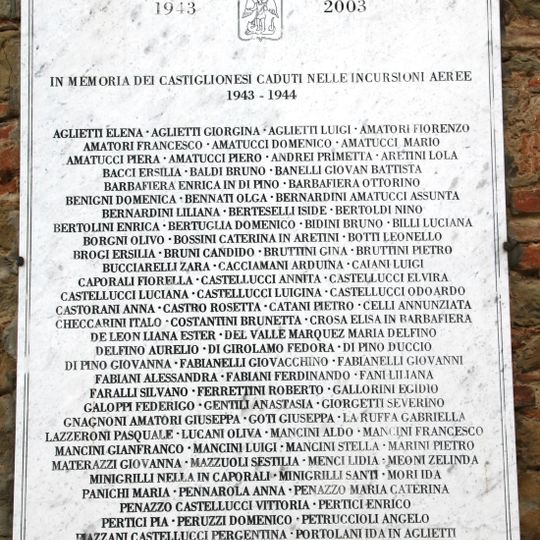 1943 2003
IN MEMORIA DEI CASTIGLIONESI CADUTI NELLE INCURSIONI AEREE
1943 - 1944
AGLIETTI ELENA · AGLIETTI GIORGINA · AGLIETTI LUIGI · AMATORI FIORENZO
AMATORI FRANCESCO · AMATUCCI DOMENICO · AMATUCCI MARIO
AMATUCCI PIERA · AMATUCCI PIERO · ANDREI PRIMETTA · ARETINI LOLA
BACCI ERSILIA · BALDI BRUNO · BANELLI GIOVAN BATTISTA
BARBAFIERA ENRICA IN DI PINO · BARBAFIERA OTTORINO
BENIGNI DOMENICA · BENNATI OLGA · BERNARDINI AMATUCCI ASSUNTA
BERNARDINI LILIANA · BERTESELLI ISIDE · BERTOLDI NINO
BERTOLINI ENRICA · BERTUGLIA DOMENICO · BIDINI BRUNO · BILLI LUCIANA
BORGNI OLIVO · BOSSINI CATERINA IN ARETINI · BOTTI LEONELLO
BROGI ERSILIA · BRUNI CANDIDO · BRUTTINI GINA · BRUTTINI PIETRO
BUCCIARELLI ZARA · CACCIAMANI ARDUINA · CAIANI LUIGI
CAPORALI FIORELLA · CASTELLUCCI ANNITA · CASTELLUCCI ELVIRA
CASTELLUCCI LUCIANA · CASTELLUCCI LUIGINA · CASTELLUCCI ODOARDO
CASTORANI ANNA · CASTRO ROSETTA · CATANI PIETRO · CELLI ANNUNZIATA
CHECCARINI ITALO · COSTANTINI BRUNETTA · CROSA ELISA IN BARBAFIERA
DE LEON LIANA ESTER · DEL VALLE MARQUEZ MARIA DELFINO
DELFINO AURELIO · DI GIROLAMO FEDORA · DI PINO DUCCIO
DI PINO GIOVANNA · FABIANELLI GIOVACCHINO · FABIANELLI GIOVANNI
FABIANI ALESSANDRA · FABIANI FERDINANDO · FANI LILIANA
FARALLI SILVANO · FERRETTINI ROBERTO · GALLORINI EGIDIO
GALOPPI FEDERIGO · GENTILI ANASTASIA · GIORGETTI SEVERINO
GNAGNONI AMATORI GIUSEPPA · GOTI GIUSEPPA · LA RUFFA GABRIELLA
LAZZERONI PASQUALE · LUCANI OLIVA · MANCINI ALDO · MANCINI FRANCESCO
MANCINI GIANFRANCO · MANCINI LUIGI · MANCINI STELLA · MARINI PIETRO
MATERAZZI GIOVANNA · MAZZUOLI SESTILIA · MENCI LIDIA · MEONI ZELINDA
MINIGRILLI NELLA IN CAPORALI · MINIGRILLI SANTI · MORI IDA
PANICHI MARIA · PENNAROLA ANNA · PENAZZO MARIA CATERINA
PENAZZO CASTELLUCCI VITTORIA · PERTICI ENRICO
PERTICI PIA · PERUZZI DOMENICO · PETRUCCIOLI ANGELO
PIAZZANI CASTELLUCCI PERGENTINA · PORTOLANI IDA IN AGLIETTI